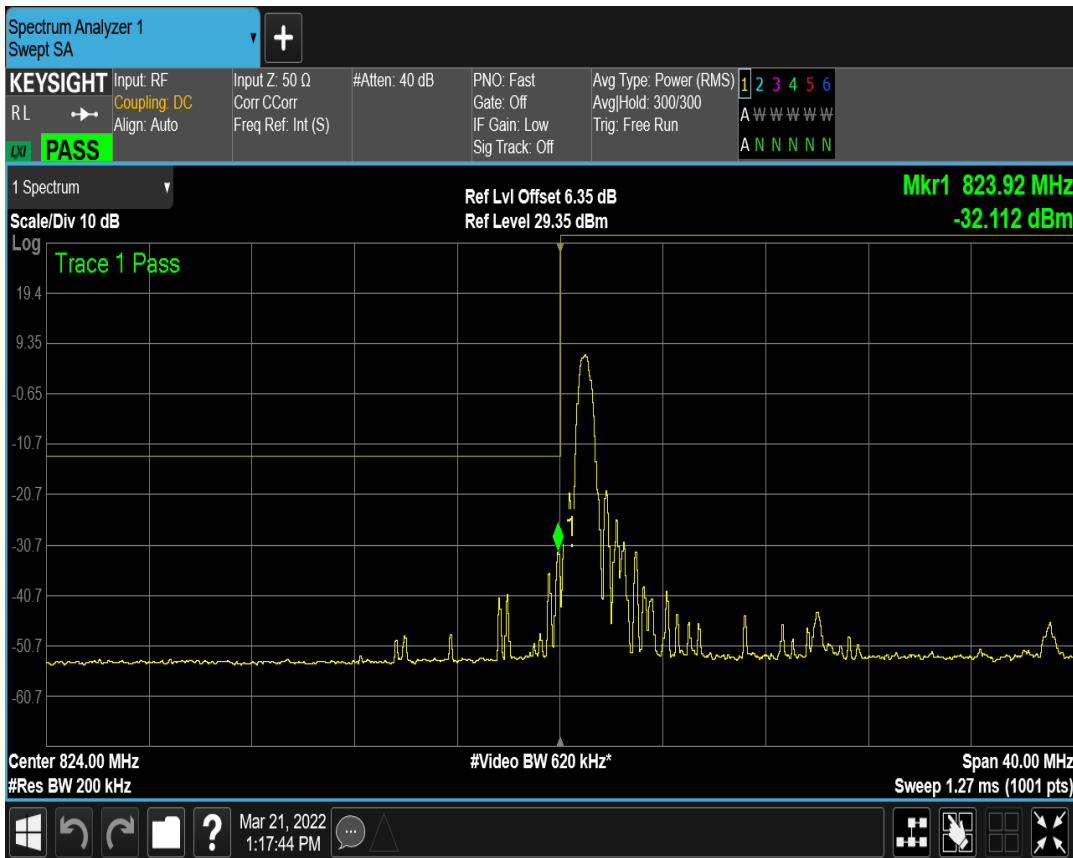 Spectrum Analyzer 1
Swept SA
+
KEYSIGHT
RL
LXI PASS
Input: RF
Coupling: DC
Align: Auto
Input Z: 50 Ω
Corr CCorr
Freq Ref: Int (S)
#Atten: 40 dB
PNO: Fast
Gate: Off
IF Gain: Low
Sig Track: Off
Avg Type: Power (RMS)
Avg|Hold: 300/300
Trig: Free Run
1 2 3 4 5 6
A W W W W W
A N N N N N
1 Spectrum
Scale/Div 10 dB
Ref Lvl Offset 6.35 dB
Ref Level 29.35 dBm
Mkr1 823.92 MHz
-32.112 dBm
Log
Trace 1 Pass
19.4
9.35
-0.65
-10.7
-20.7
-30.7
-40.7
-50.7
-60.7
1
Center 824.00 MHz
#Res BW 200 kHz
#Video BW 620 kHz*
Span 40.00 MHz
Sweep 1.27 ms (1001 pts)
?
Mar 21, 2022
1:17:44 PM